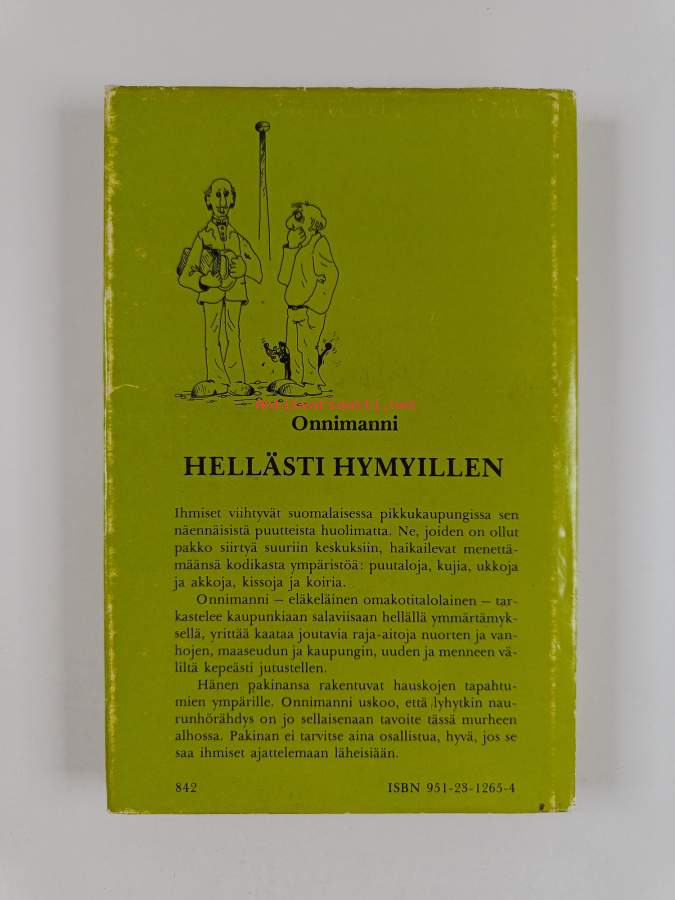 Antikvariaatti.net
Onnimanni
HELLÄSTI HYMYILLEN
Ihmiset viihtyvät suomalaisessa pikkukaupungissa sen
näennäisistä puutteista huolimatta. Ne, joiden on ollut
pakko siirtyä suuriin keskuksiin, haikailevat menettä-
määnsä kodikasta ympäristöä: puutaloja, kujia, ukkoja
ja akkoja, kissoja ja koiria.
Onnimanni – eläkeläinen omakotitalolainen – tar-
kastelee kaupunkiaan salaviisaan hellällä ymmärtämyk-
sellä, yrittää kaataa joutavia raja-aitoja nuorten ja van-
hojen, maaseudun ja kaupungin, uuden ja menneen vä-
liltä kepeästi jutustellen.
Hänen pakinansa rakentuvat hauskojen tapahtu-
mien ympärille. Onnimanni uskoo, että lyhytkin nau-
runhörähdys on jo sellaisenaan tavoite tässä murheen
alhossa. Pakinan ei tarvitse aina osallistua, hyvä, jos se
saa ihmiset ajattelemaan läheisiään.
842 ISBN 951-23-1265-4